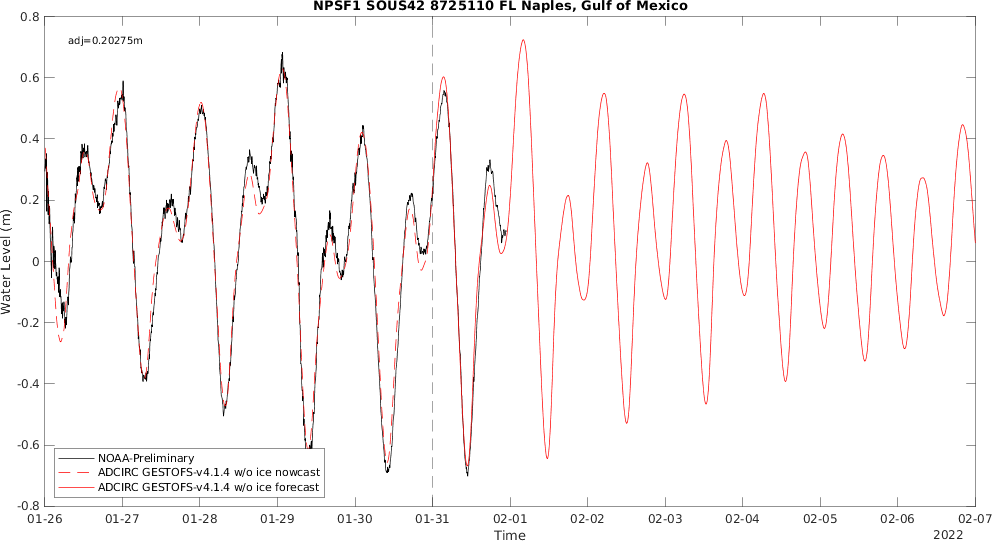 NPSF1 SOUS42 8725110 FL Naples, Gulf of Mexico
adj=0.20275m
Water Level (m)
0.8
0.6
0.4
0.2
0
-0.2
-0.4
-0.6
-0.8
NOAA-Preliminary
ADCIRC GESTOFS-v4.1.4 w/o ice nowcast
ADCIRC GESTOFS-v4.1.4 w/o ice forecast
01-26 01-27 01-28 01-29 01-30 01-31 02-01 02-02 02-03 02-04 02-05 02-06 02-07
Time
2022